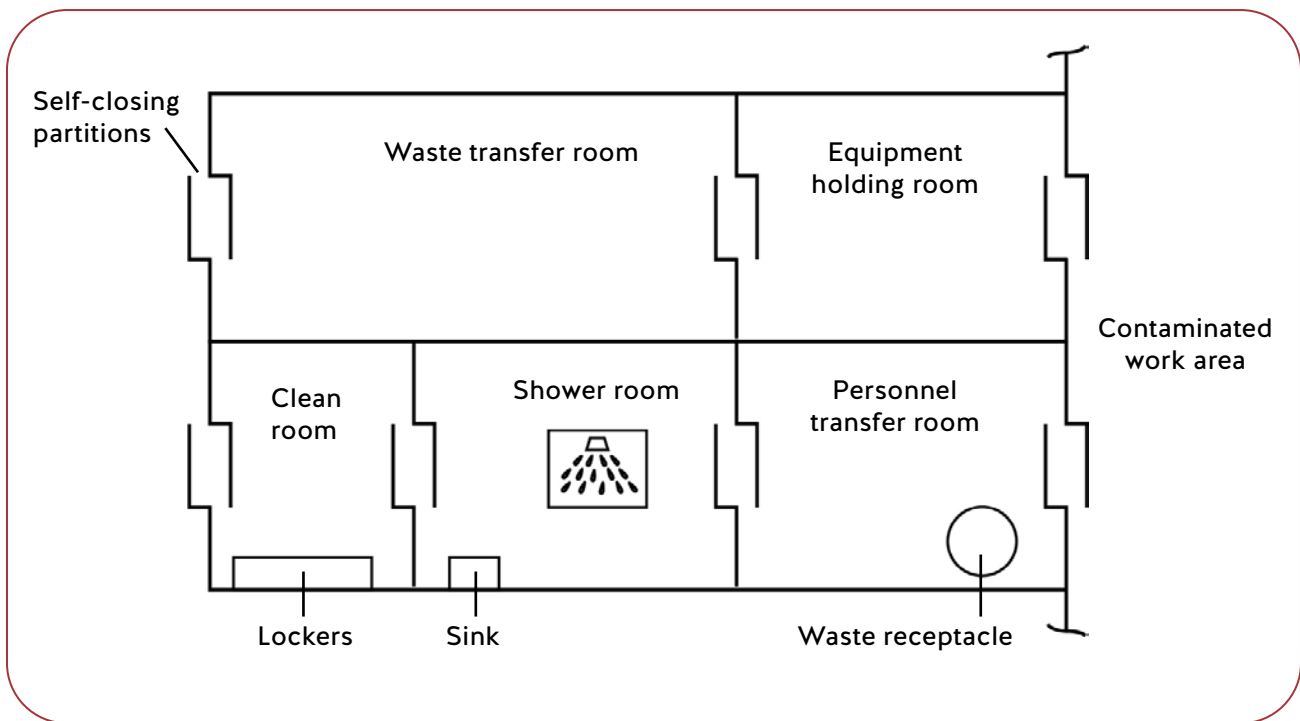 Self-closing
partitions
Waste transfer room
Equipment
holding room
Contaminated
work area
Clean
room
Shower room
Personnel
transfer room
Lockers
Sink
Waste receptacle